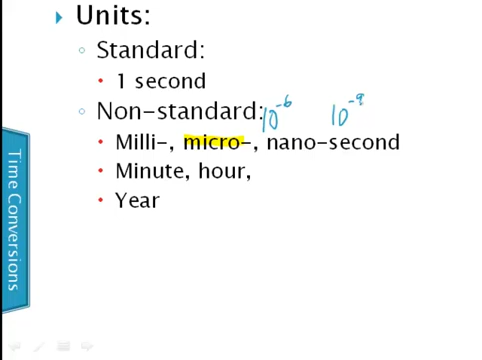 Units:
Standard:
1 second
Non-standard: 10⁻⁶ 10⁻⁹
Milli-, micro-, nano-second
Minute, hour,
Year
Time Conversions